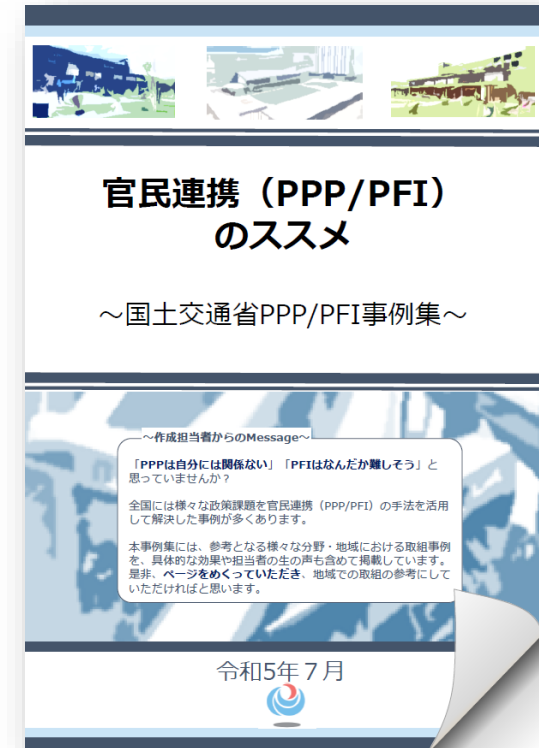 官民連携（PPP/PFI）
のススメ
～国土交通省PPP/PFI事例集～
～作成担当者からのMessage～
「PPPは自分には関係ない」「PFIはなんだか難しそう」と
思っていませんか？
全国には様々な政策課題を官民連携（PPP/PFI）の手法を活用
して解決した事例が多くあります。
本事例集には、参考となる様々な分野・地域における取組事例
を、具体的な効果や担当者の生の声も含めて掲載しています。
是非、ページをめくっていただき、地域での取組の参考にして
いただければと思います。
令和5年７月